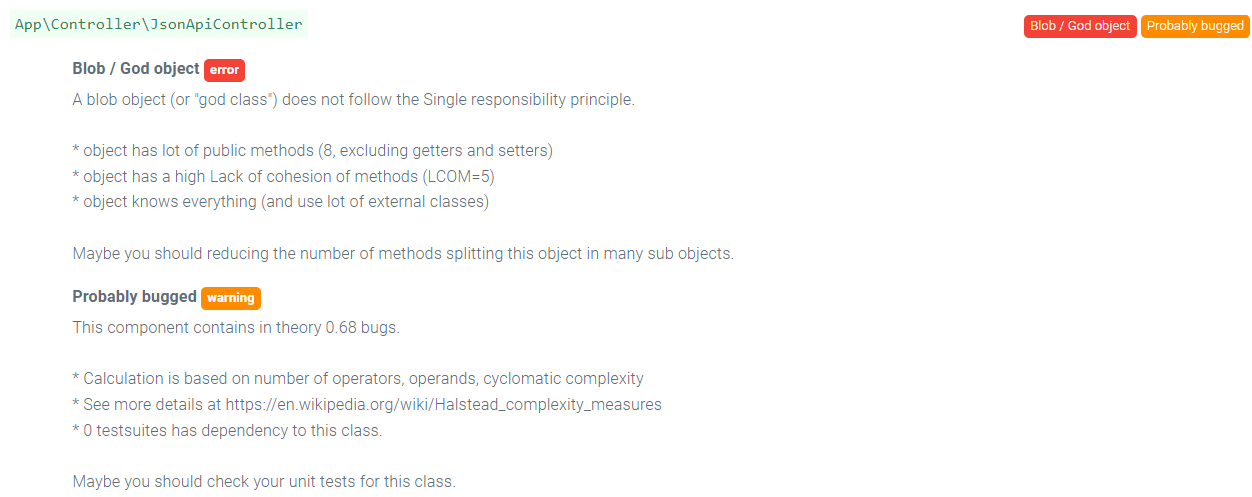 App\Controller\JsonApiController
Blob / God object Probably bugged
Blob / God object error
A blob object (or "god class") does not follow the Single responsibility principle.
* object has lot of public methods (8, excluding getters and setters)
* object has a high Lack of cohesion of methods (LCOM=5)
* object knows everything (and use lot of external classes)
Maybe you should reducing the number of methods splitting this object in many sub objects.
Probably bugged warning
This component contains in theory 0.68 bugs.
* Calculation is based on number of operators, operands, cyclomatic complexity
* See more details at https://en.wikipedia.org/wiki/Halstead_complexity_measures
* 0 testsuites has dependency to this class.
Maybe you should check your unit tests for this class.